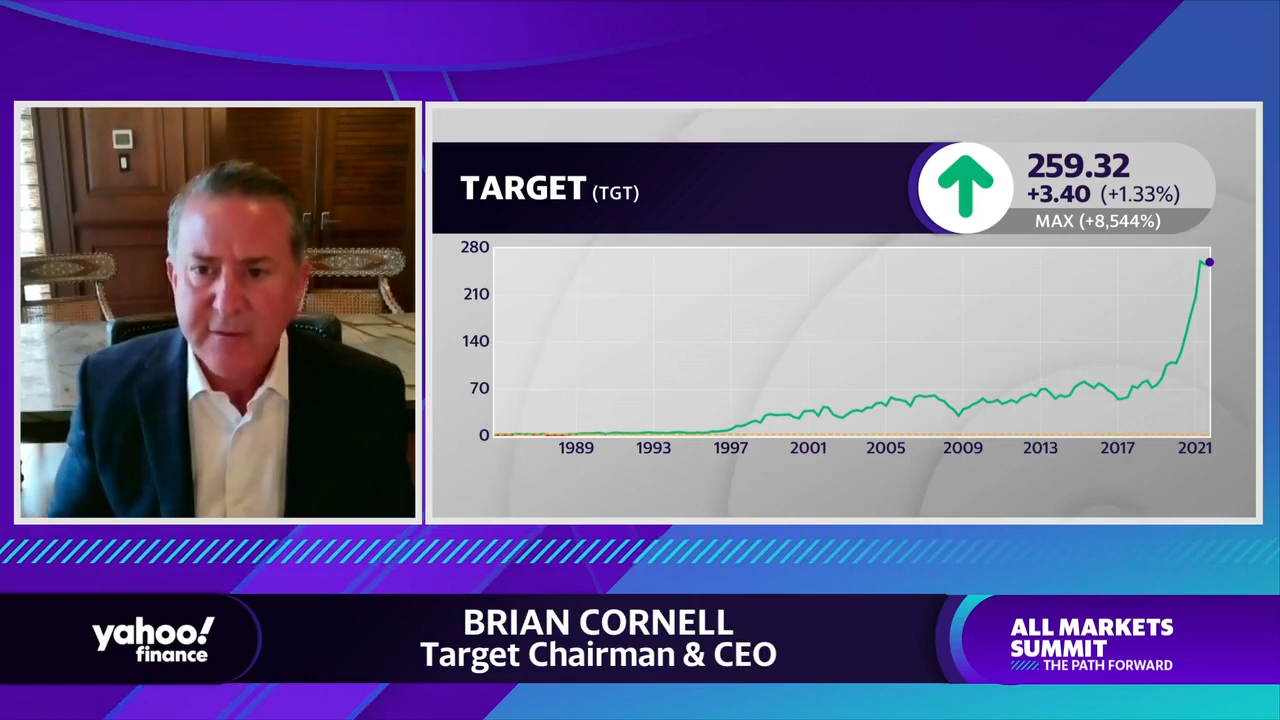 TARGET (TGT)
259.32
+3.40 (+1.33%)
MAX (+8,544%)
280
210
140
70
0
1989 1993 1997 2001 2005 2009 2013 2017 2021
yahoo!
finance
BRIAN CORNELL
Target Chairman & CEO
ALL MARKETS
SUMMIT
THE PATH FORWARD